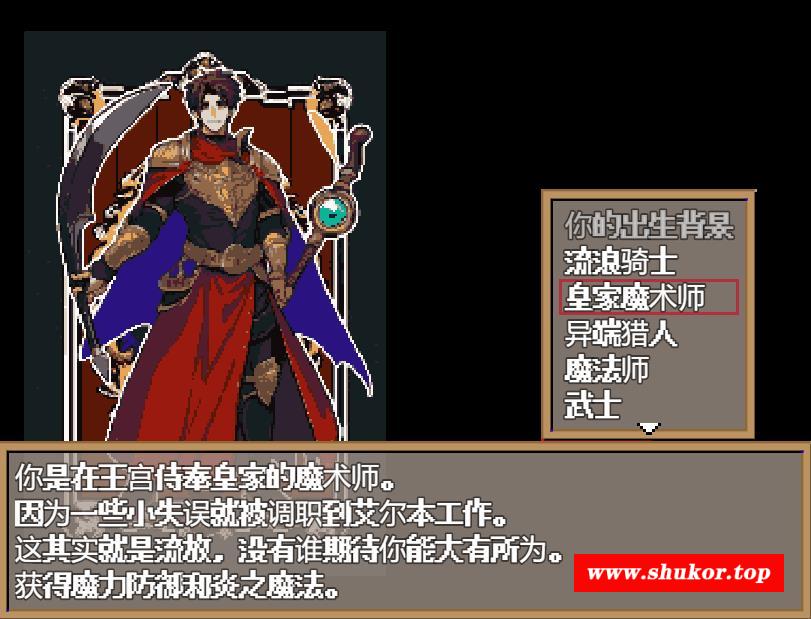 你的出生背景
流浪骑士
皇家魔术师
异端猎人
魔法师
武士
你是在王宫侍奉皇家的魔术师。
因为一些小失误就被调职到艾尔本工作。
这其实就是流放，没有谁期待你能大有所为。
获得魔力防御和炎之魔法。
www.shukor.top